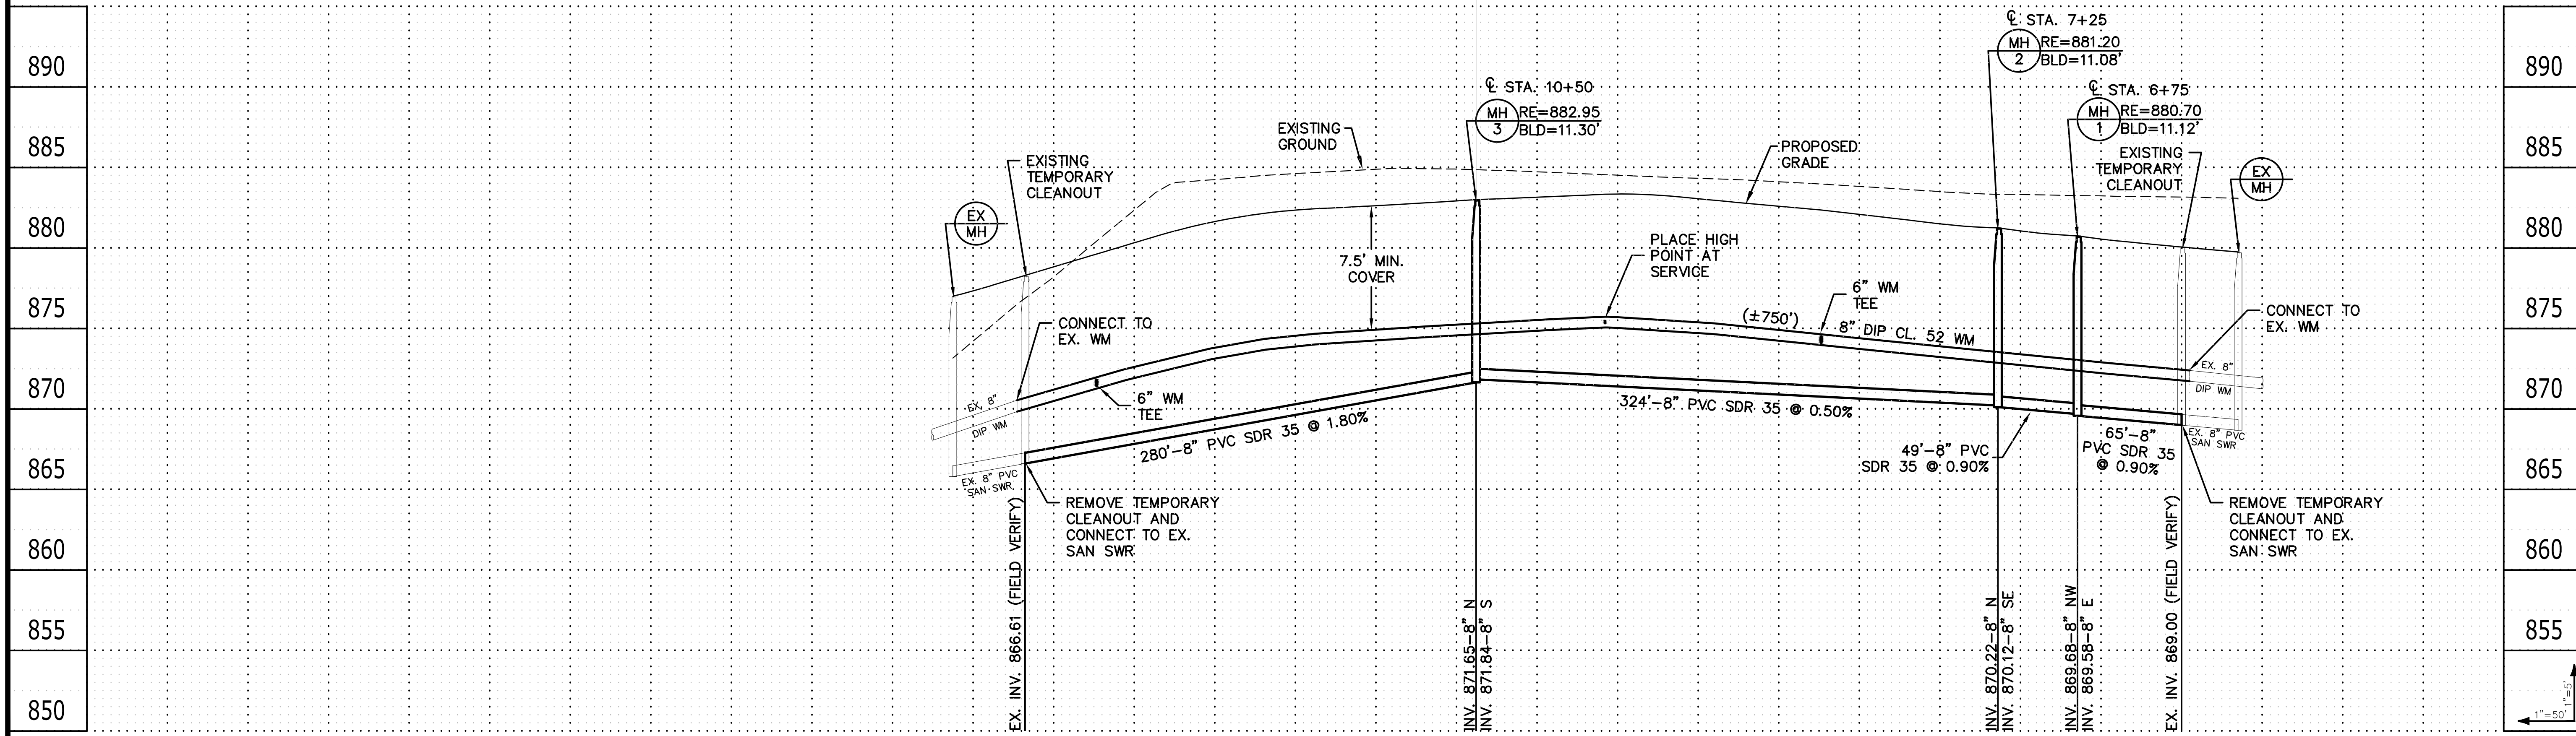 890
885
880
875
870
865
860
855
850
EX
MH
EXISTING
TEMPORARY
CLEANOUT
EXISTING
GROUND
℄ STA. 10+50
MH
3
RE=882.95
BLD=11.30'
PROPOSED
GRADE
℄ STA. 7+25
MH
2
RE=881.20
BLD=11.08'
℄ STA. 6+75
MH
1
RE=880.70
BLD=11.12'
EXISTING
TEMPORARY
CLEANOUT
EX
MH
CONNECT TO
EX. WM
7.5' MIN.
COVER
PLACE HIGH
POINT AT
SERVICE
6" WM
TEE
(±750')
8" DIP CL. 52 WM
CONNECT TO
EX. WM
EX. 8"
DIP WM
6" WM
TEE
EX. 8"
DIP WM
EX. 8" PVC
SAN SWR
280'-8" PVC SDR 35 @ 1.80%
324'-8" PVC SDR 35 @ 0.50%
49'-8" PVC
SDR 35 @ 0.90%
65'-8"
PVC SDR 35
@ 0.90%
EX. 8" PVC
SAN SWR
REMOVE TEMPORARY
CLEANOUT AND
CONNECT TO EX.
SAN SWR
REMOVE TEMPORARY
CLEANOUT AND
CONNECT TO EX.
SAN SWR
EX. INV. 866.61 (FIELD VERIFY)
INV. 871.65-8" N
INV. 871.84-8" S
INV. 870.22-8" N
INV. 870.12-8" SE
INV. 869.68-8" NW
INV. 869.58-8" E
EX. INV. 869.00 (FIELD VERIFY)
890
885
880
875
870
865
860
855
1"=5'
1"=50'